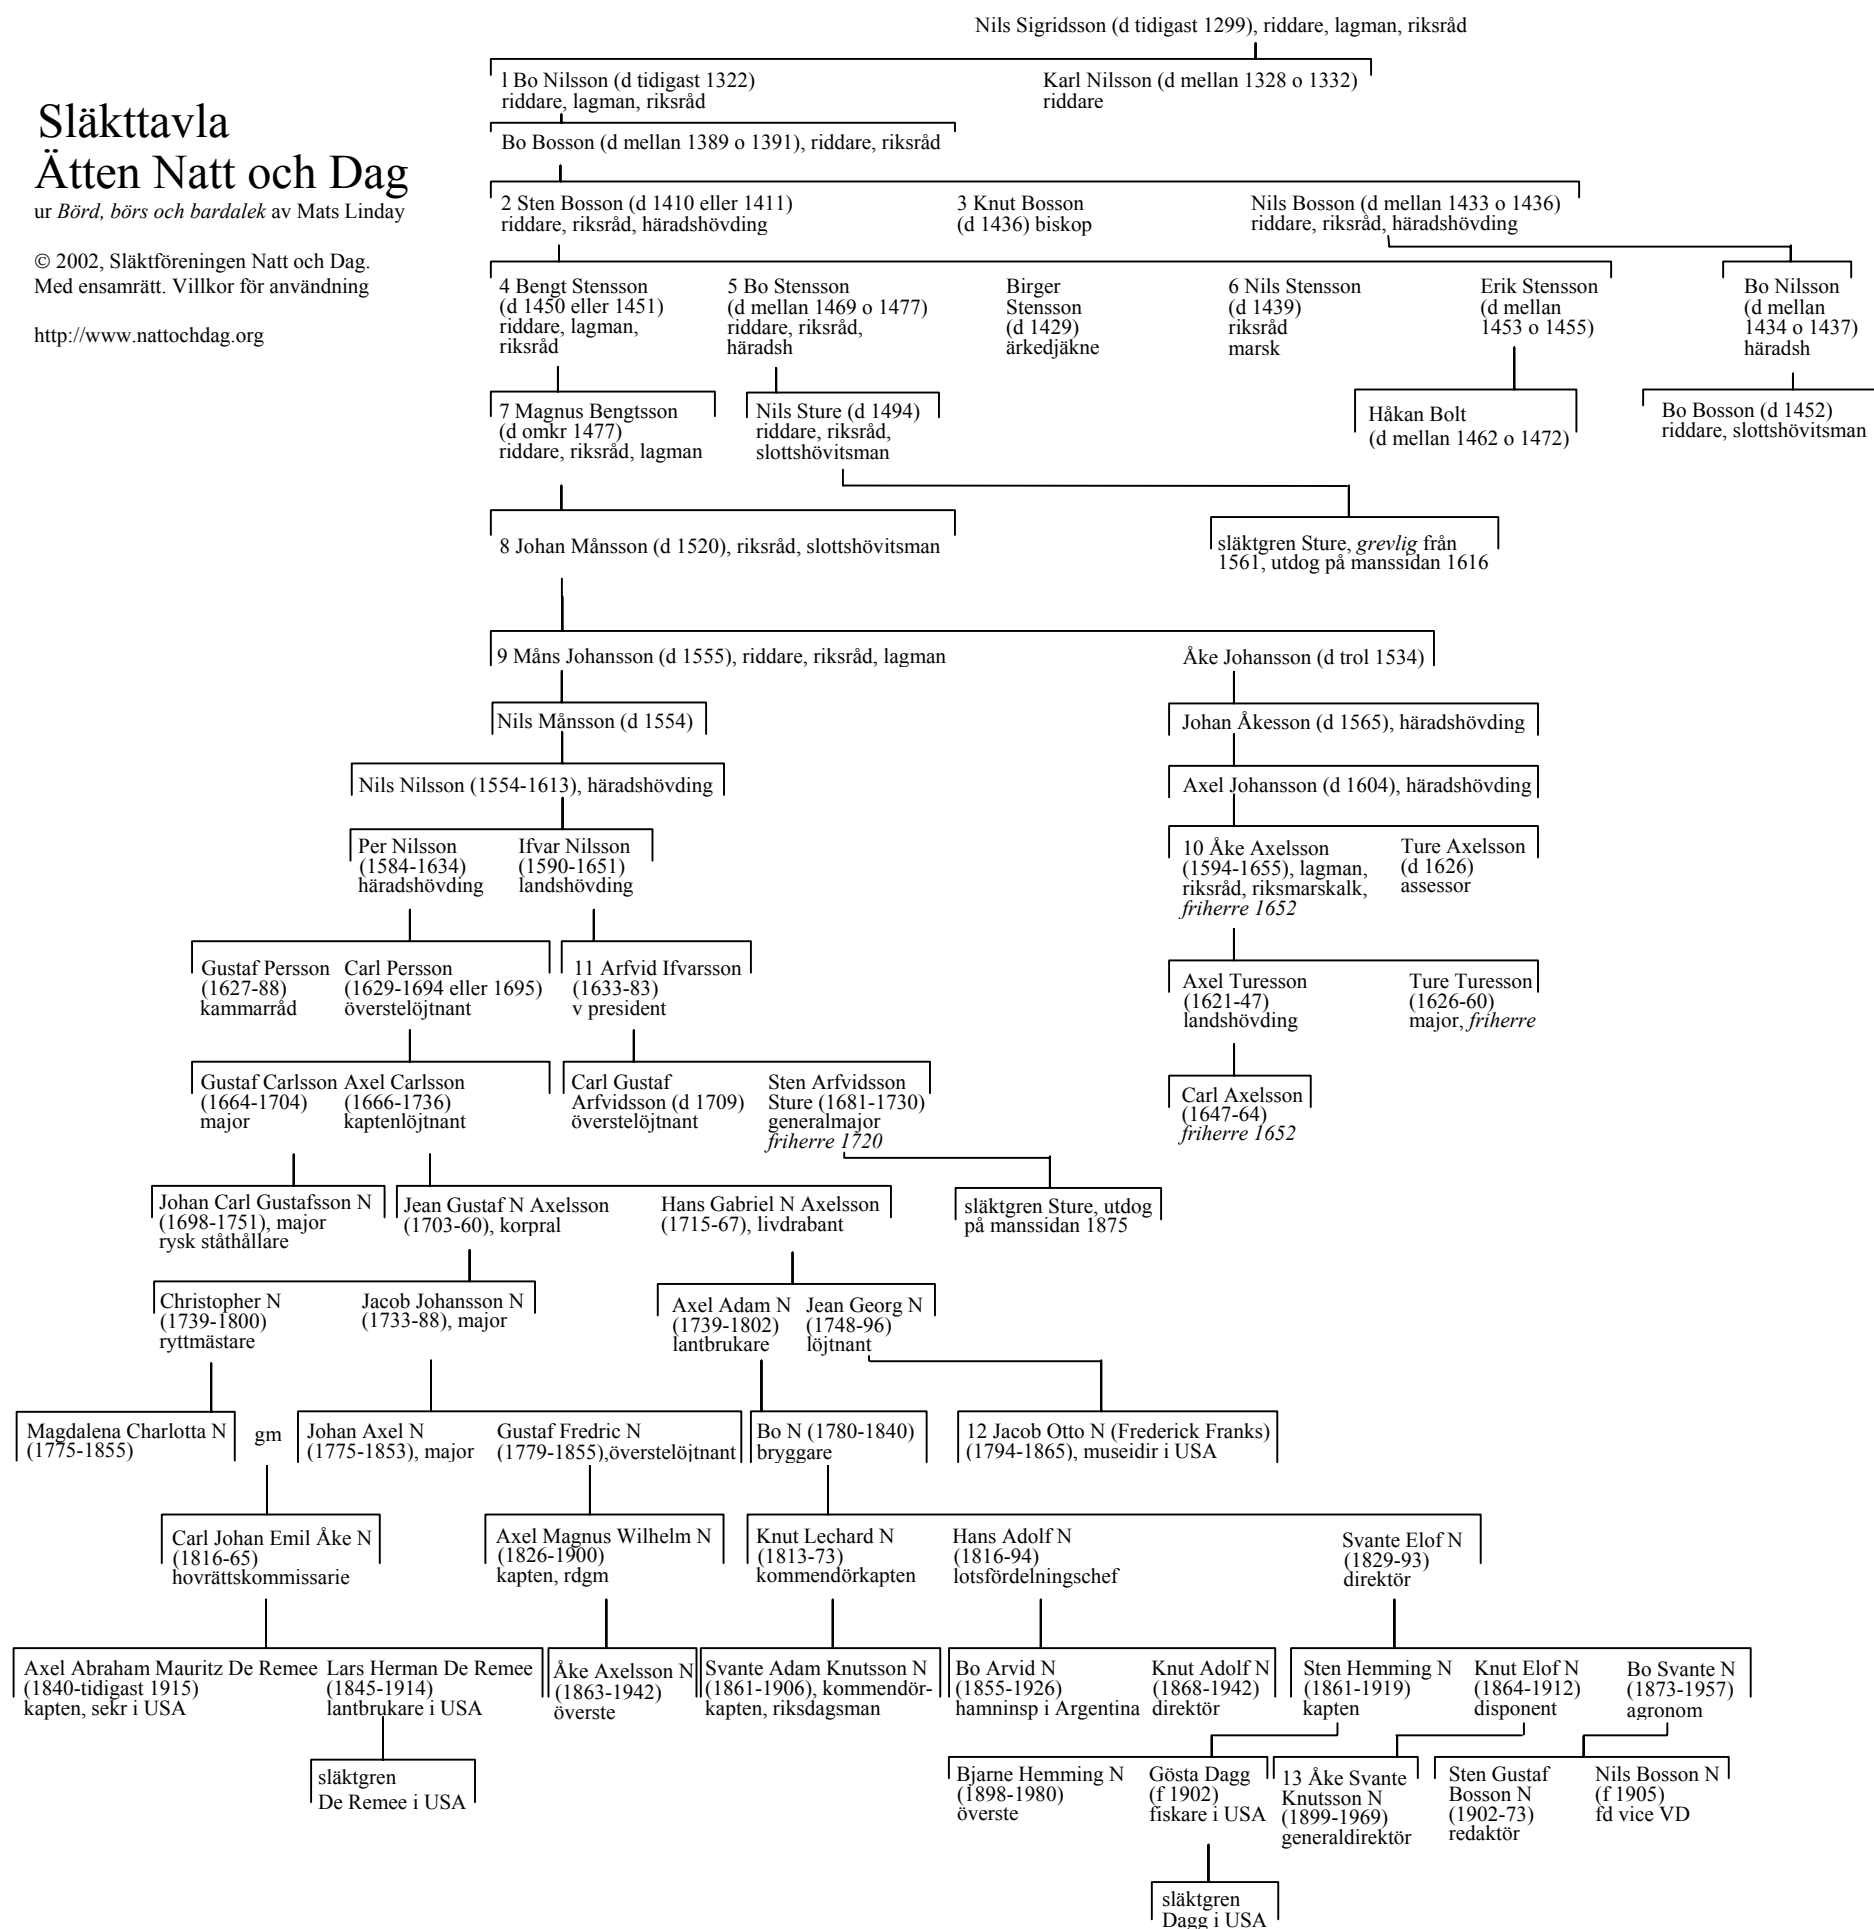 Nils Sigridsson (d tidigast 1299), riddare, lagman, riksråd
l Bo Nilsson (d tidigast 1322)
riddare, lagman, riksråd
Karl Nilsson (d mellan 1328 o 1332)
riddare
Släkttavla
Ätten Natt och Dag
ur Börd, börs och bardalek av Mats Linday
© 2002, Släktföreningen Natt och Dag.
Med ensamrätt. Villkor för användning
http://www.nattochdag.org
Bo Bosson (d mellan 1389 o 1391), riddare, riksråd
2 Sten Bosson (d 1410 eller 1411)
riddare, riksråd, häradshövding
3 Knut Bosson
(d 1436) biskop
Nils Bosson (d mellan 1433 o 1436)
riddare, riksråd, häradshövding
4 Bengt Stensson
(d 1450 eller 1451)
riddare, lagman,
riksråd
5 Bo Stensson
(d mellan 1469 o 1477)
riddare, riksråd,
häradsh
Birger
Stensson
(d 1429)
ärkedjäkne
6 Nils Stensson
(d 1439)
riksråd
marsk
Erik Stensson
(d mellan
1453 o 1455)
Bo Nilsson
(d mellan
1434 o 1437)
häradsh
7 Magnus Bengtsson
(d omkr 1477)
riddare, riksråd, lagman
Nils Sture (d 1494)
riddare, riksråd,
slottshövitsman
Håkan Bolt
(d mellan 1462 o 1472)
Bo Bosson (d 1452)
riddare, slottshövitsman
8 Johan Månsson (d 1520), riksråd, slottshövitsman
släktgren Sture, grevlig från
1561, utdog på manssidan 1616
9 Måns Johansson (d 1555), riddare, riksråd, lagman
Åke Johansson (d trol 1534)
Nils Månsson (d 1554)
Johan Åkesson (d 1565), häradshövding
Nils Nilsson (1554-1613), häradshövding
Axel Johansson (d 1604), häradshövding
Per Nilsson
(1584-1634)
häradshövding
Ifvar Nilsson
(1590-1651)
landshövding
10 Åke Axelsson
(1594-1655), lagman,
riksråd, riksmarskalk,
friherre 1652
Ture Axelsson
(d 1626)
assessor
Gustaf Persson
(1627-88)
kammarråd
Carl Persson
(1629-1694 eller 1695)
överstelöjtnant
11 Arfvid Ifvarsson
(1633-83)
v president
Axel Turesson
(1621-47)
landshövding
Ture Turesson
(1626-60)
major, friherre
Gustaf Carlsson
(1664-1704)
major
Axel Carlsson
(1666-1736)
kaptenlöjtnant
Carl Gustaf
Arfvidsson (d 1709)
överstelöjtnant
Sten Arfvidsson
Sture (1681-1730)
generalmajor
friherre 1720
Carl Axelsson
(1647-64)
friherre 1652
Johan Carl Gustafsson N
(1698-1751), major
rysk ståthållare
Jean Gustaf N Axelsson
(1703-60), korpral
Hans Gabriel N Axelsson
(1715-67), livdrabant
släktgren Sture, utdog
på manssidan 1875
Christopher N
(1739-1800)
ryttmästare
Jacob Johansson N
(1733-88), major
Axel Adam N
(1739-1802)
lantbrukare
Jean Georg N
(1748-96)
löjtnant
Magdalena Charlotta N
(1775-1855)
gm
Johan Axel N
(1775-1853), major
Gustaf Fredric N
(1779-1855),överstelöjtnant
Bo N (1780-1840)
bryggare
12 Jacob Otto N (Frederick Franks)
(1794-1865), museidir i USA
Carl Johan Emil Åke N
(1816-65)
hovrättskommissarie
Axel Magnus Wilhelm N
(1826-1900)
kapten, rdgm
Knut Lechard N
(1813-73)
kommendörkapten
Hans Adolf N
(1816-94)
lotsfördelningschef
Svante Elof N
(1829-93)
direktör
Axel Abraham Mauritz De Remee
(1840-tidigast 1915)
kapten, sekr i USA
Lars Herman De Remee
(1845-1914)
lantbrukare i USA
Åke Axelsson N
(1863-1942)
överste
Svante Adam Knutsson N
(1861-1906), kommendör-
kapten, riksdagsman
Bo Arvid N
(1855-1926)
hamninsp i Argentina
Knut Adolf N
(1868-1942)
direktör
Sten Hemming N
(1861-1919)
kapten
Knut Elof N
(1864-1912)
disponent
Bo Svante N
(1873-1957)
agronom
släktgren
De Remee i USA
Bjarne Hemming N
(1898-1980)
överste
Gösta Dagg
(f 1902)
fiskare i USA
13 Åke Svante
Knutsson N
(1899-1969)
generaldirektör
Sten Gustaf
Bosson N
(1902-73)
redaktör
Nils Bosson N
(f 1905)
fd vice VD
släktgren
Dagg i USA